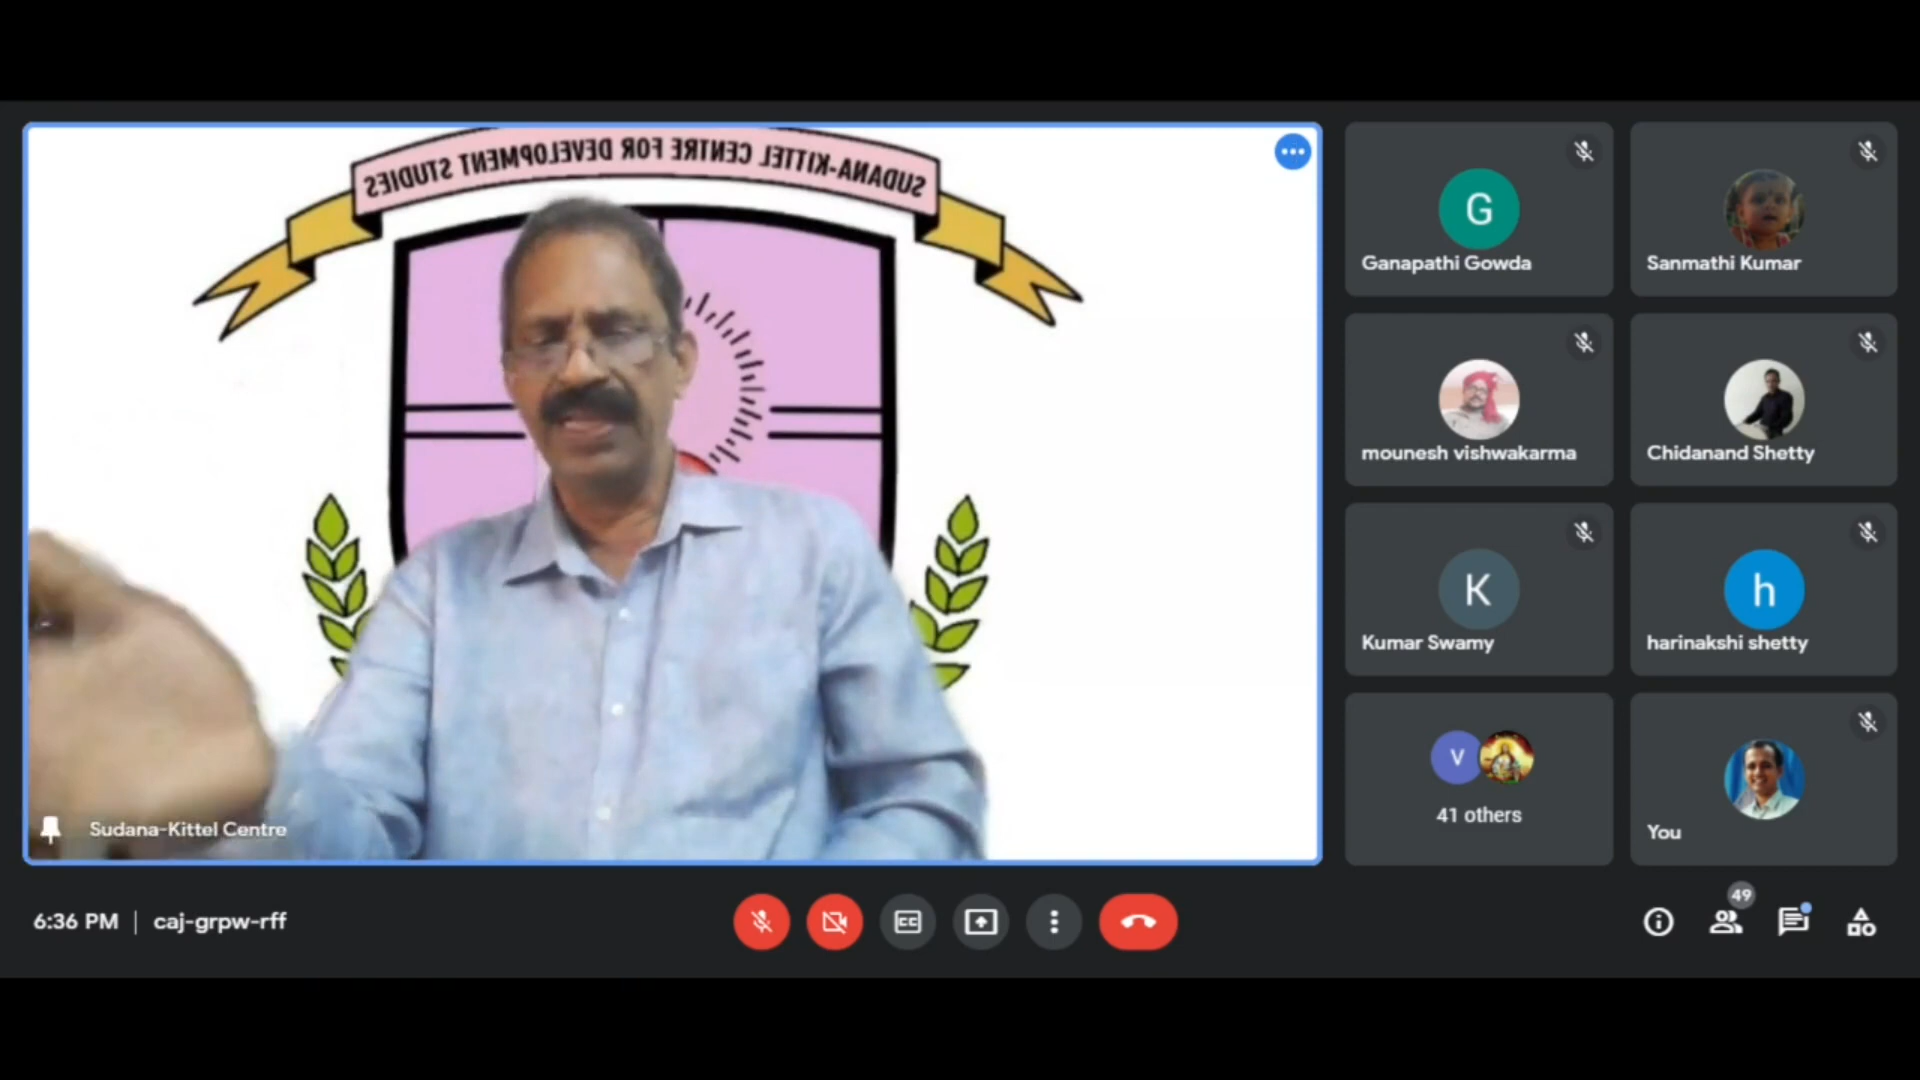 SUDANA-KITTEL CENTRE FOR DEVELOPMENT STUDIES
Sudana-Kittel Centre
G
Ganapathi Gowda
Sanmathi Kumar
mounesh vishwakarma
Chidanand Shetty
K
Kumar Swamy
h
harinakshi shetty
V
41 others
You
6:36 PM | caj-grpw-rff
CC
49